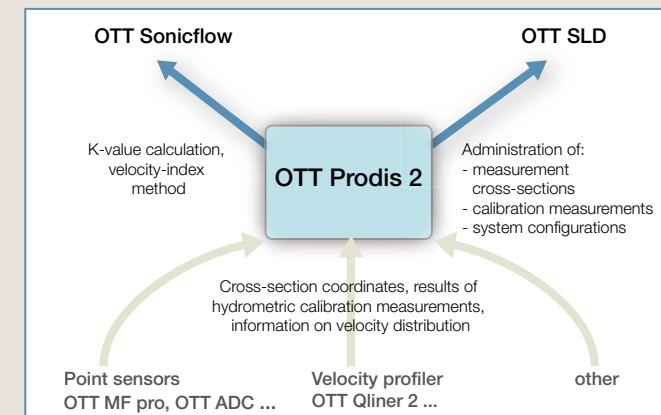 OTT Sonicflow
OTT SLD
K-value calculation,
velocity-index
method
OTT Prodis 2
Administration of:
- measurement
cross-sections
- calibration measurements
- system configurations
Cross-section coordinates, results of
hydrometric calibration measurements,
information on velocity distribution
Point sensors
OTT MF pro, OTT ADC ...
Velocity profiler
OTT Qliner 2 ...
other